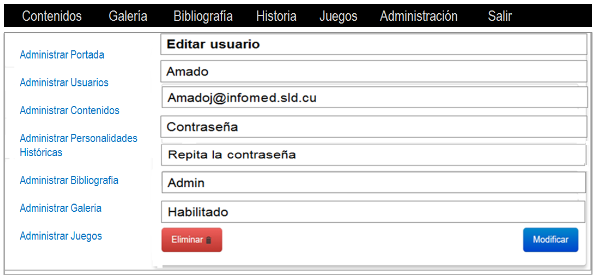 Contenidos Galería Bibliografía Historia Juegos Administración Salir
Administrar Portada
Administrar Usuarios
Administrar Contenidos
Administrar Personalidades
Históricas
Administrar Bibliografía
Administrar Galeria
Administrar Juegos
Editar usuario
Amado
Amadoj@infomed.sld.cu
Contraseña
Repita la contraseña
Admin
Habilitado
Eliminar
Modificar